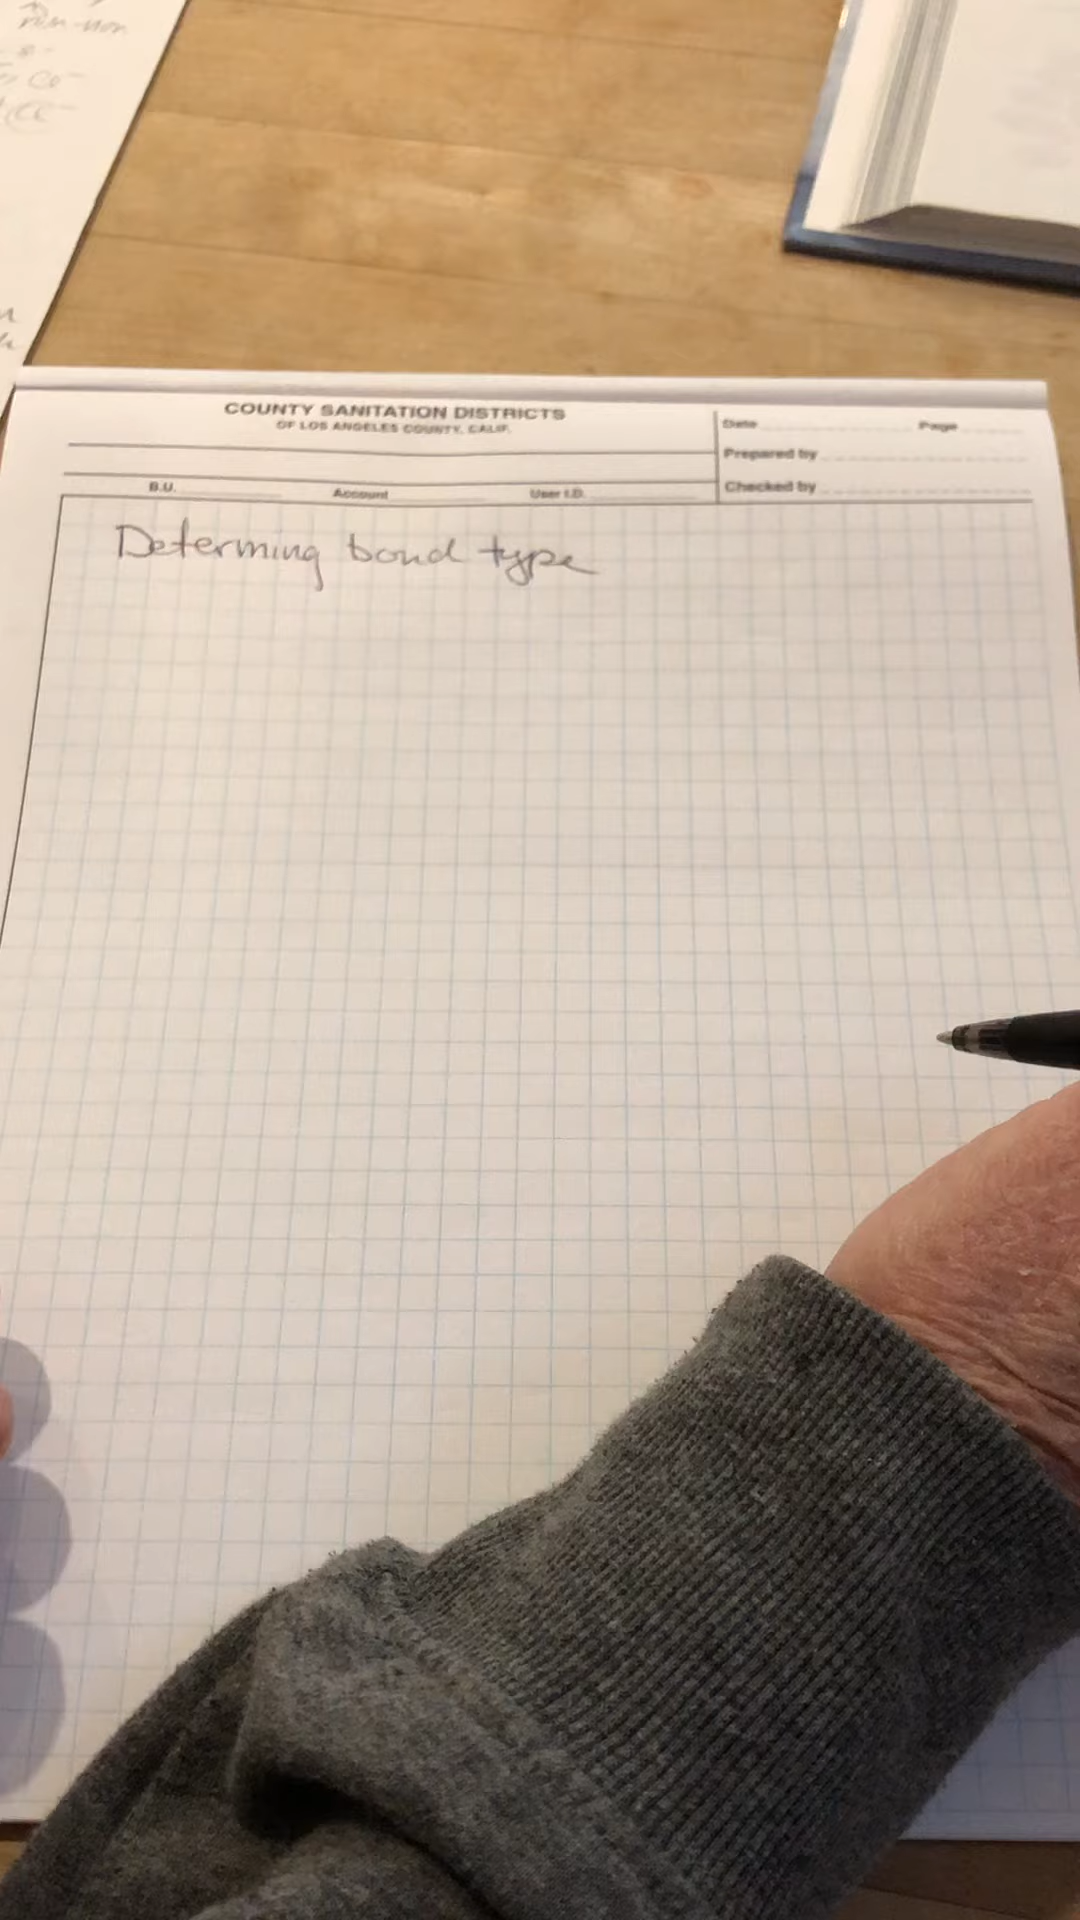 COUNTY SANITATION DISTRICTS
OF LOS ANGELES COUNTY, CALIF.
Date Page
Prepared by
Checked by
B.U. Account User I.D.
Determing bond type